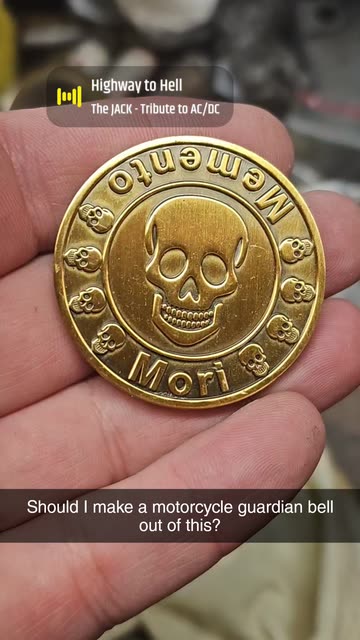 Highway to Hell
The JACK - Tribute to AC/DC
Memento
Mori
Should I make a motorcycle guardian bell
out of this?